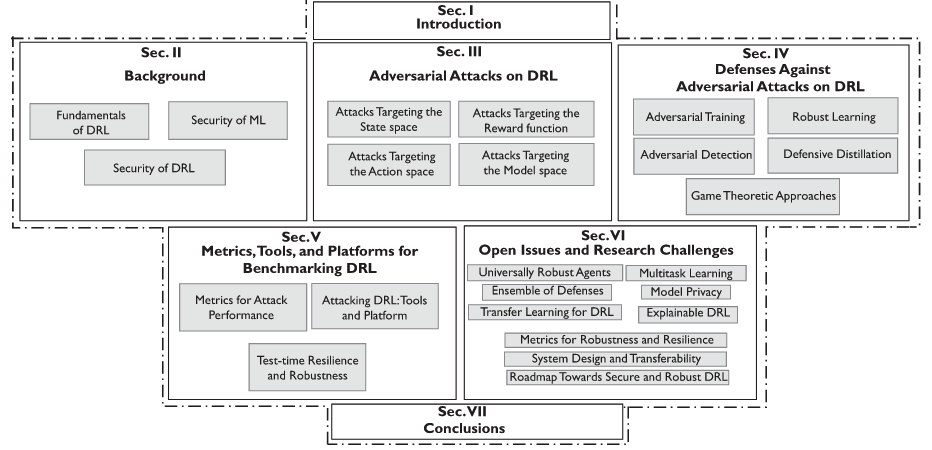 Sec. I
Introduction
Sec. II
Background
Fundamentals
of DRL
Security of ML
Security of DRL
Sec. III
Adversarial Attacks on DRL
Attacks Targeting the
State space
Attacks Targeting the
Reward function
Attacks Targeting
the Action space
Attacks Targeting
the Model space
Sec. IV
Defenses Against
Adversarial Attacks on DRL
Adversarial Training
Robust Learning
Adversarial Detection
Defensive Distillation
Game Theoretic Approaches
Sec. V
Metrics, Tools, and Platforms for
Benchmarking DRL
Metrics for Attack
Performance
Attacking DRL: Tools
and Platform
Test-time Resilience
and Robustness
Sec. VI
Open Issues and Research Challenges
Universally Robust Agents
Multitask Learning
Ensemble of Defenses
Model Privacy
Transfer Learning for DRL
Explainable DRL
Metrics for Robustness and Resilience
System Design and Transferability
Roadmap Towards Secure and Robust DRL
Sec. VII
Conclusions